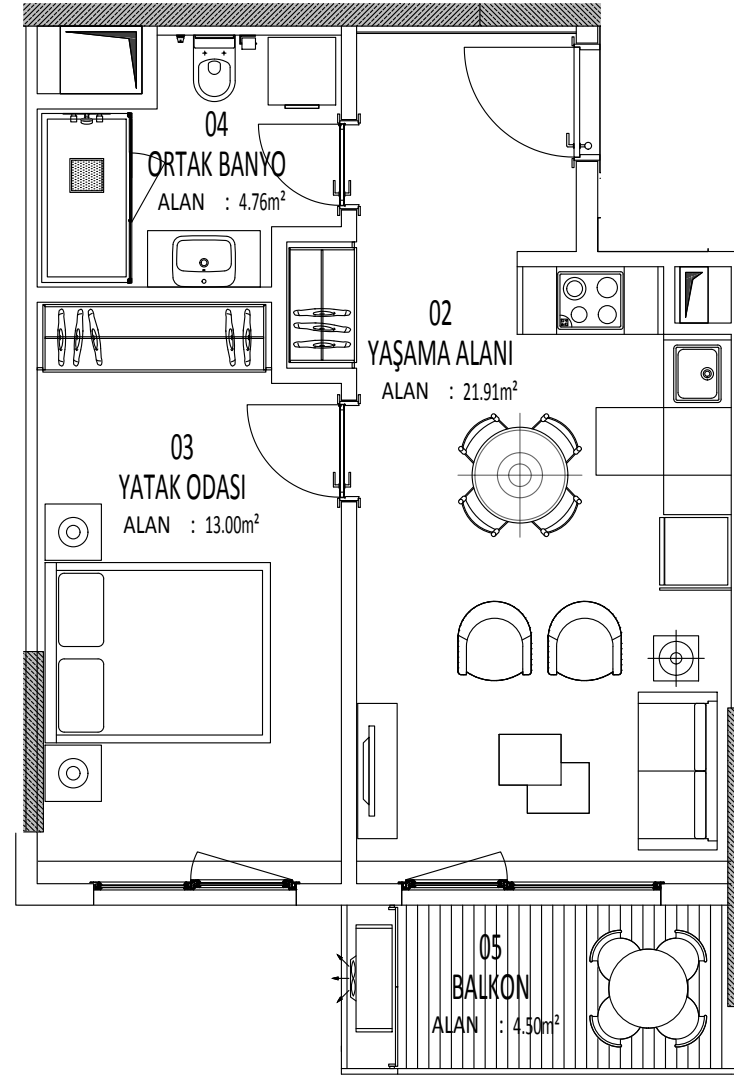 04
ORTAK BANYO
ALAN : 4.76m²
02
YAŞAMA ALANI
ALAN : 21.91m²
03
YATAK ODASI
ALAN : 13.00m²
05
BALKON
ALAN : 4.50m²